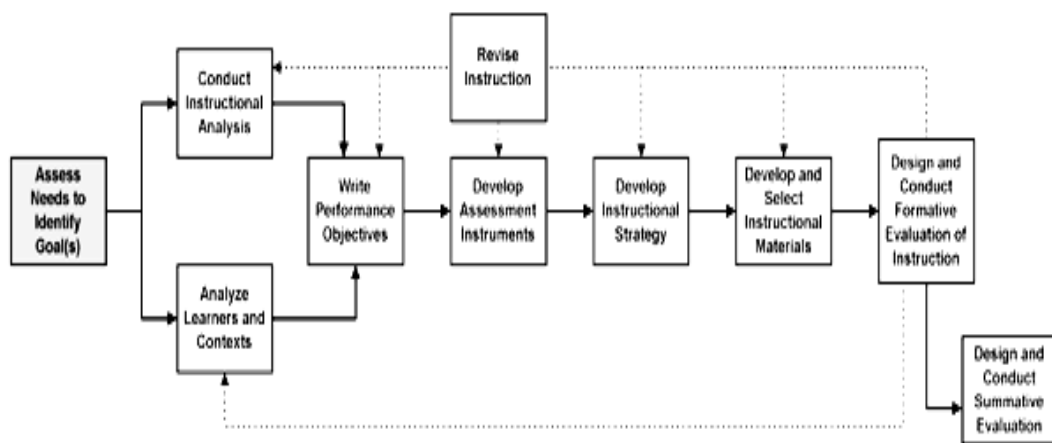 Revise
Instruction
Conduct
Instructional
Analysis
Assess
Needs to
Identify
Goal(s)
Write
Performance
Objectives
Develop
Assessment
Instruments
Develop
Instructional
Strategy
Develop and
Select
Instructional
Materials
Design and
Conduct
Formative
Evaluation of
Instruction
Analyze
Learners and
Contexts
Design and
Conduct
Summative
Evaluation